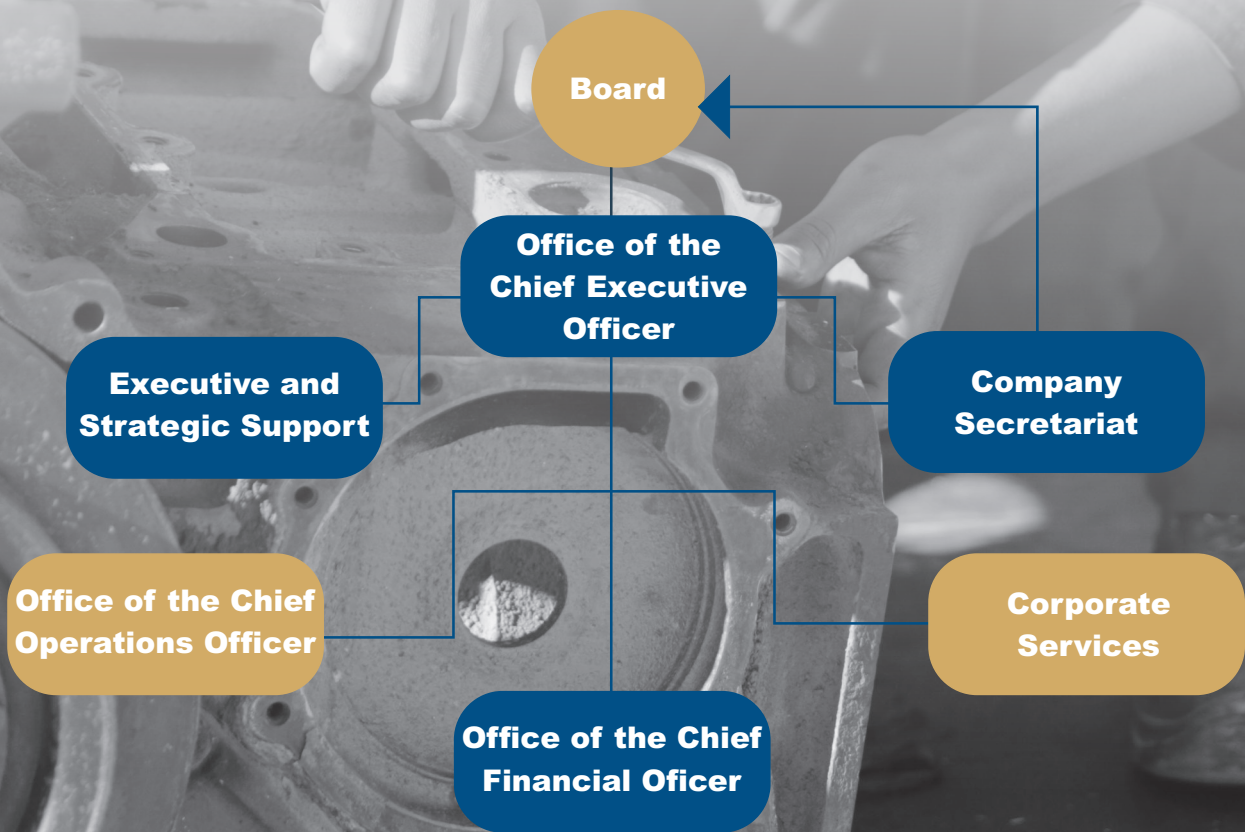 Board
Office of the
Chief Executive
Officer
Executive and
Strategic Support
Company
Secretariat
Office of the Chief
Operations Officer
Corporate
Services
Office of the Chief
Financial Oficer